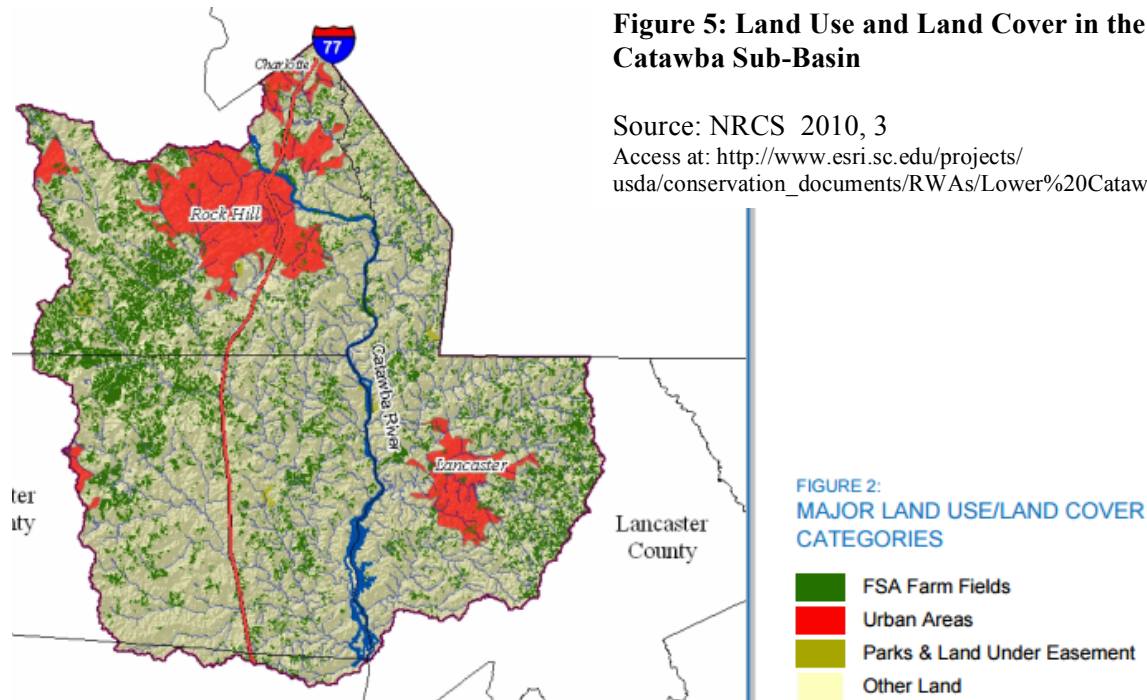 Figure 5: Land Use and Land Cover in the
Catawba Sub-Basin
Source: NRCS 2010, 3
Access at: http://www.esri.sc.edu/projects/
usda/conservation_documents/RWAs/Lower%20Cataw
77
Charlotte
Rock Hill
Catawba River
Lancaster
ter
nty
Lancaster
County
FIGURE 2:
MAJOR LAND USE/LAND COVER
CATEGORIES
FSA Farm Fields
Urban Areas
Parks & Land Under Easement
Other Land